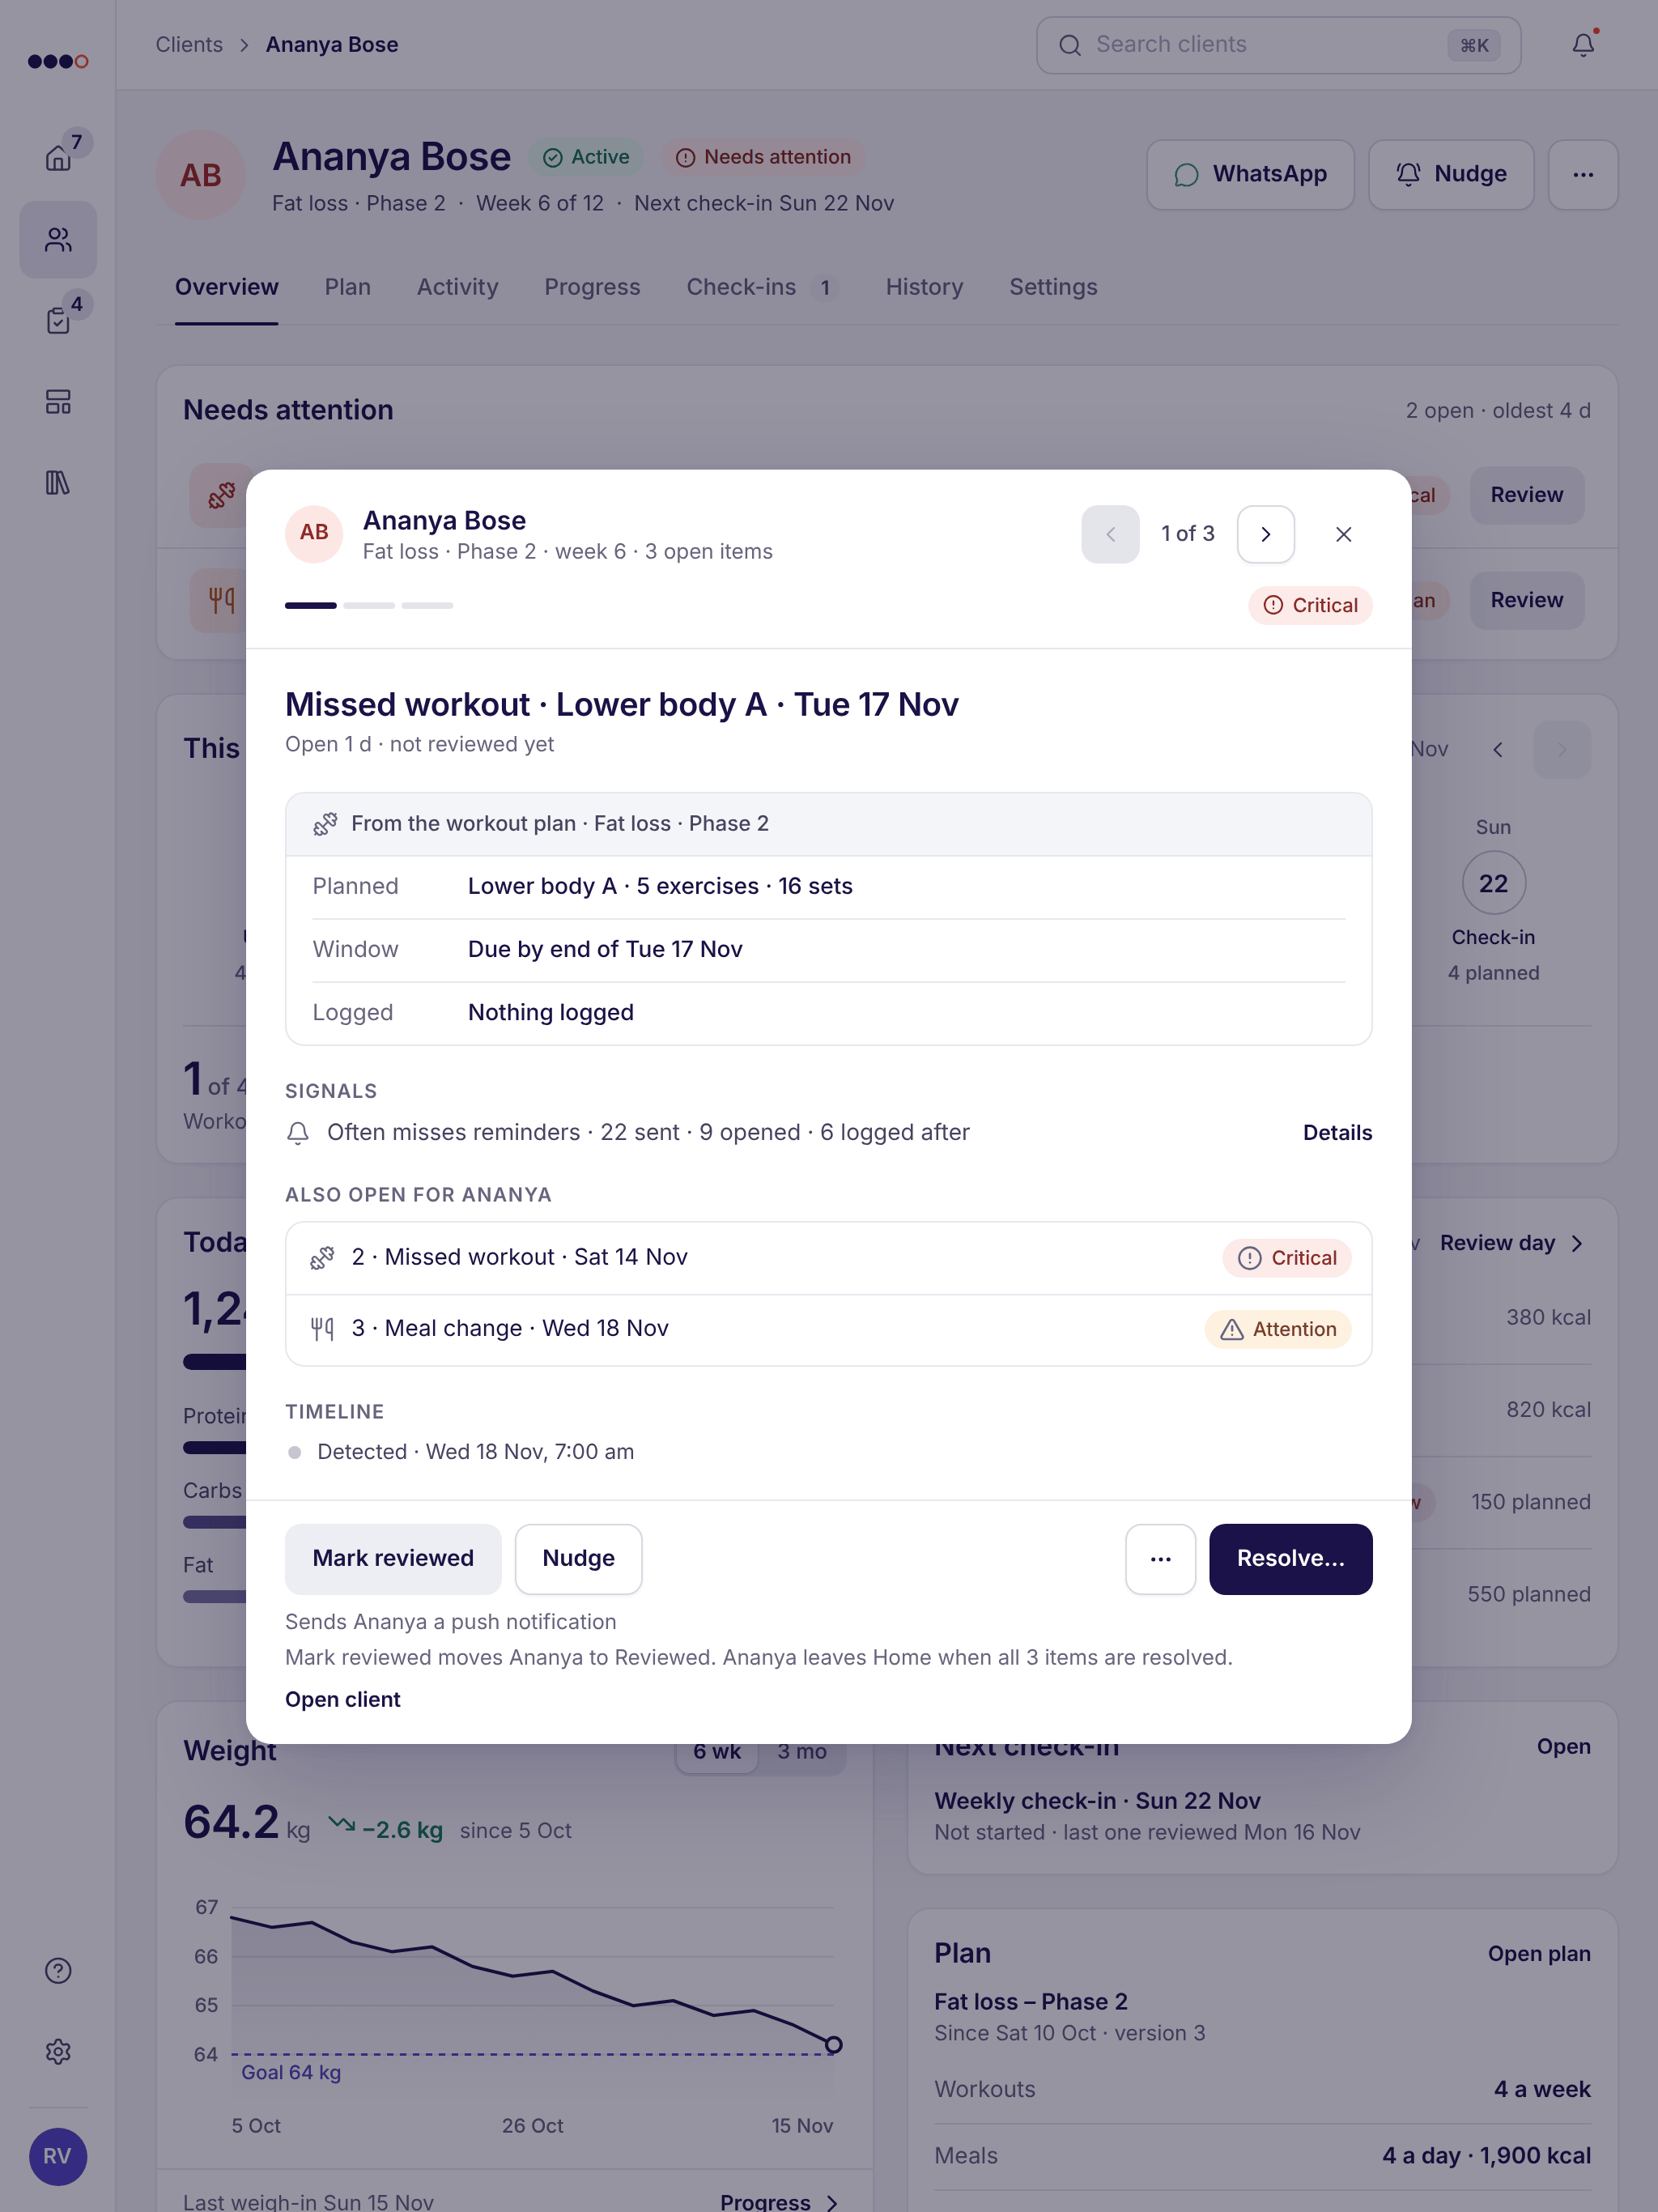 Clients > Ananya Bose
Search clients ⌘K
7
4
AB
Ananya Bose Active Needs attention
Fat loss · Phase 2 · Week 6 of 12 · Next check-in Sun 22 Nov
WhatsApp Nudge
Overview Plan Activity Progress Check-ins 1 History Settings
Needs attention 2 open · oldest 4 d
Review
Review
AB
Ananya Bose
Fat loss · Phase 2 · week 6 · 3 open items
1 of 3
Critical
Missed workout · Lower body A · Tue 17 Nov
Open 1 d · not reviewed yet
From the workout plan · Fat loss · Phase 2
Planned Lower body A · 5 exercises · 16 sets
Window Due by end of Tue 17 Nov
Logged Nothing logged
SIGNALS
Often misses reminders · 22 sent · 9 opened · 6 logged after Details
ALSO OPEN FOR ANANYA
2 · Missed workout · Sat 14 Nov Critical
3 · Meal change · Wed 18 Nov Attention
TIMELINE
Detected · Wed 18 Nov, 7:00 am
Mark reviewed Nudge ... Resolve...
Sends Ananya a push notification
Mark reviewed moves Ananya to Reviewed. Ananya leaves Home when all 3 items are resolved.
Open client
This
Nov
Sun
22
Check-in
4 planned
1 of 4
Review day
380 kcal
820 kcal
150 planned
550 planned
Protein
Carbs
Fat
Weight 6 wk 3 mo
64.2 kg −2.6 kg since 5 Oct
67
66
65
64
Goal 64 kg
5 Oct 26 Oct 15 Nov
Last weigh-in Sun 15 Nov Progress
Next check-in Open
Weekly check-in · Sun 22 Nov
Not started · last one reviewed Mon 16 Nov
Plan Open plan
Fat loss – Phase 2
Since Sat 10 Oct · version 3
Workouts 4 a week
Meals 4 a day · 1,900 kcal
RV